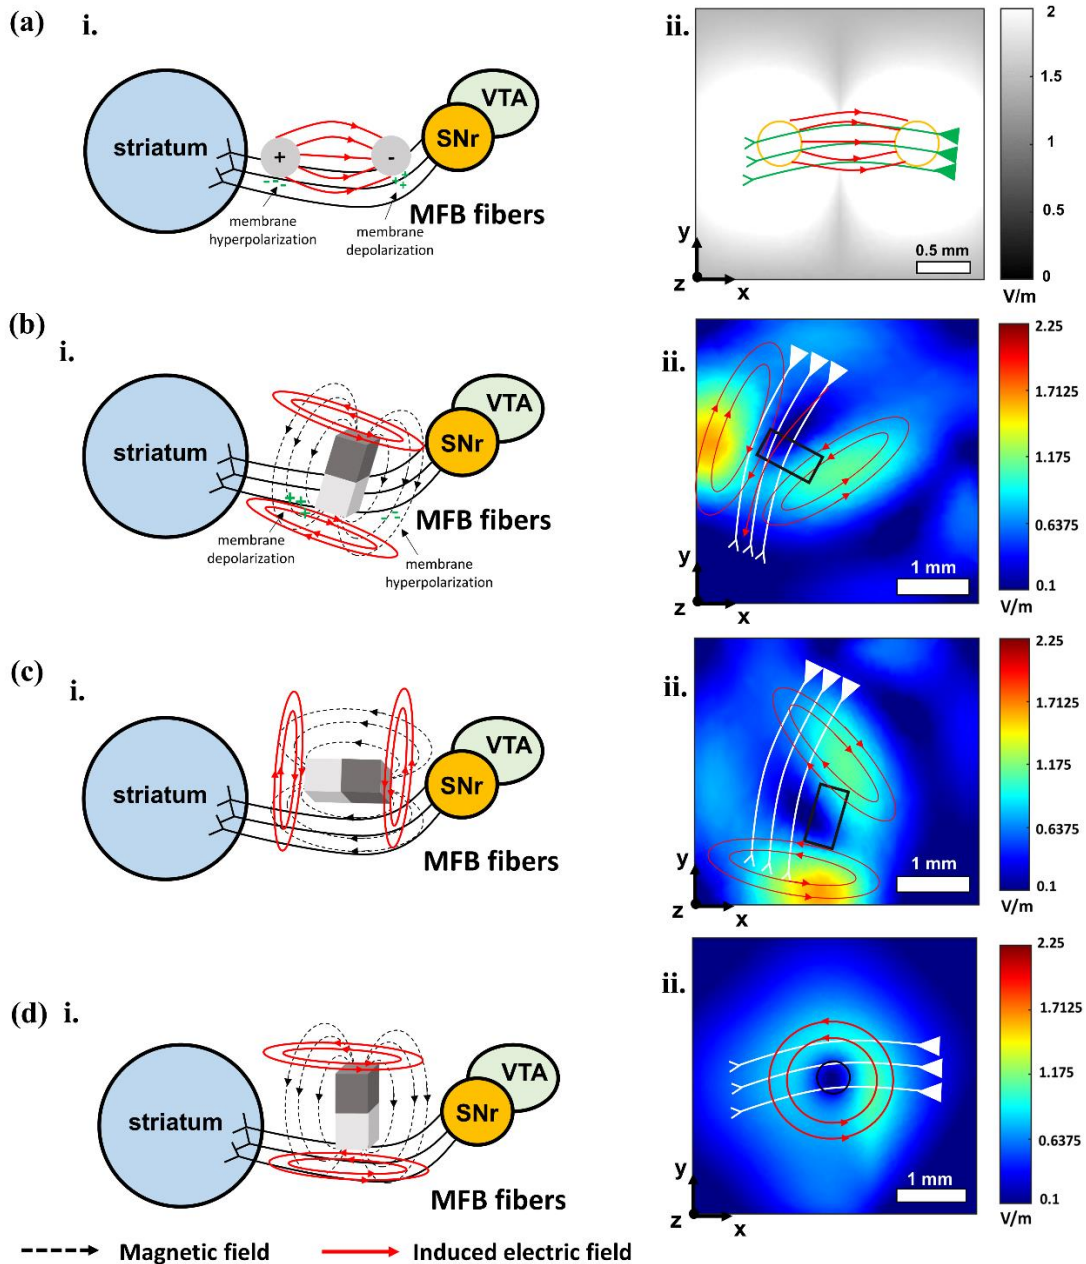 (a)
i.
striatum
+
-
VTA
SNr
membrane
hyperpolarization
membrane
depolarization
MFB fibers
ii.
y
z
x
0.5 mm
2
1.5
1
0.5
0
V/m
(b)
i.
striatum
VTA
SNr
MFB fibers
membrane
depolarization
membrane
hyperpolarization
ii.
y
z
x
1 mm
2.25
1.7125
1.175
0.6375
0.1
V/m
(c)
i.
striatum
VTA
SNr
MFB fibers
ii.
y
z
x
1 mm
2.25
1.7125
1.175
0.6375
0.1
V/m
(d) i.
striatum
VTA
SNr
MFB fibers
ii.
y
z
x
1 mm
2.25
1.7125
1.175
0.6375
0.1
V/m
Magnetic field
Induced electric field